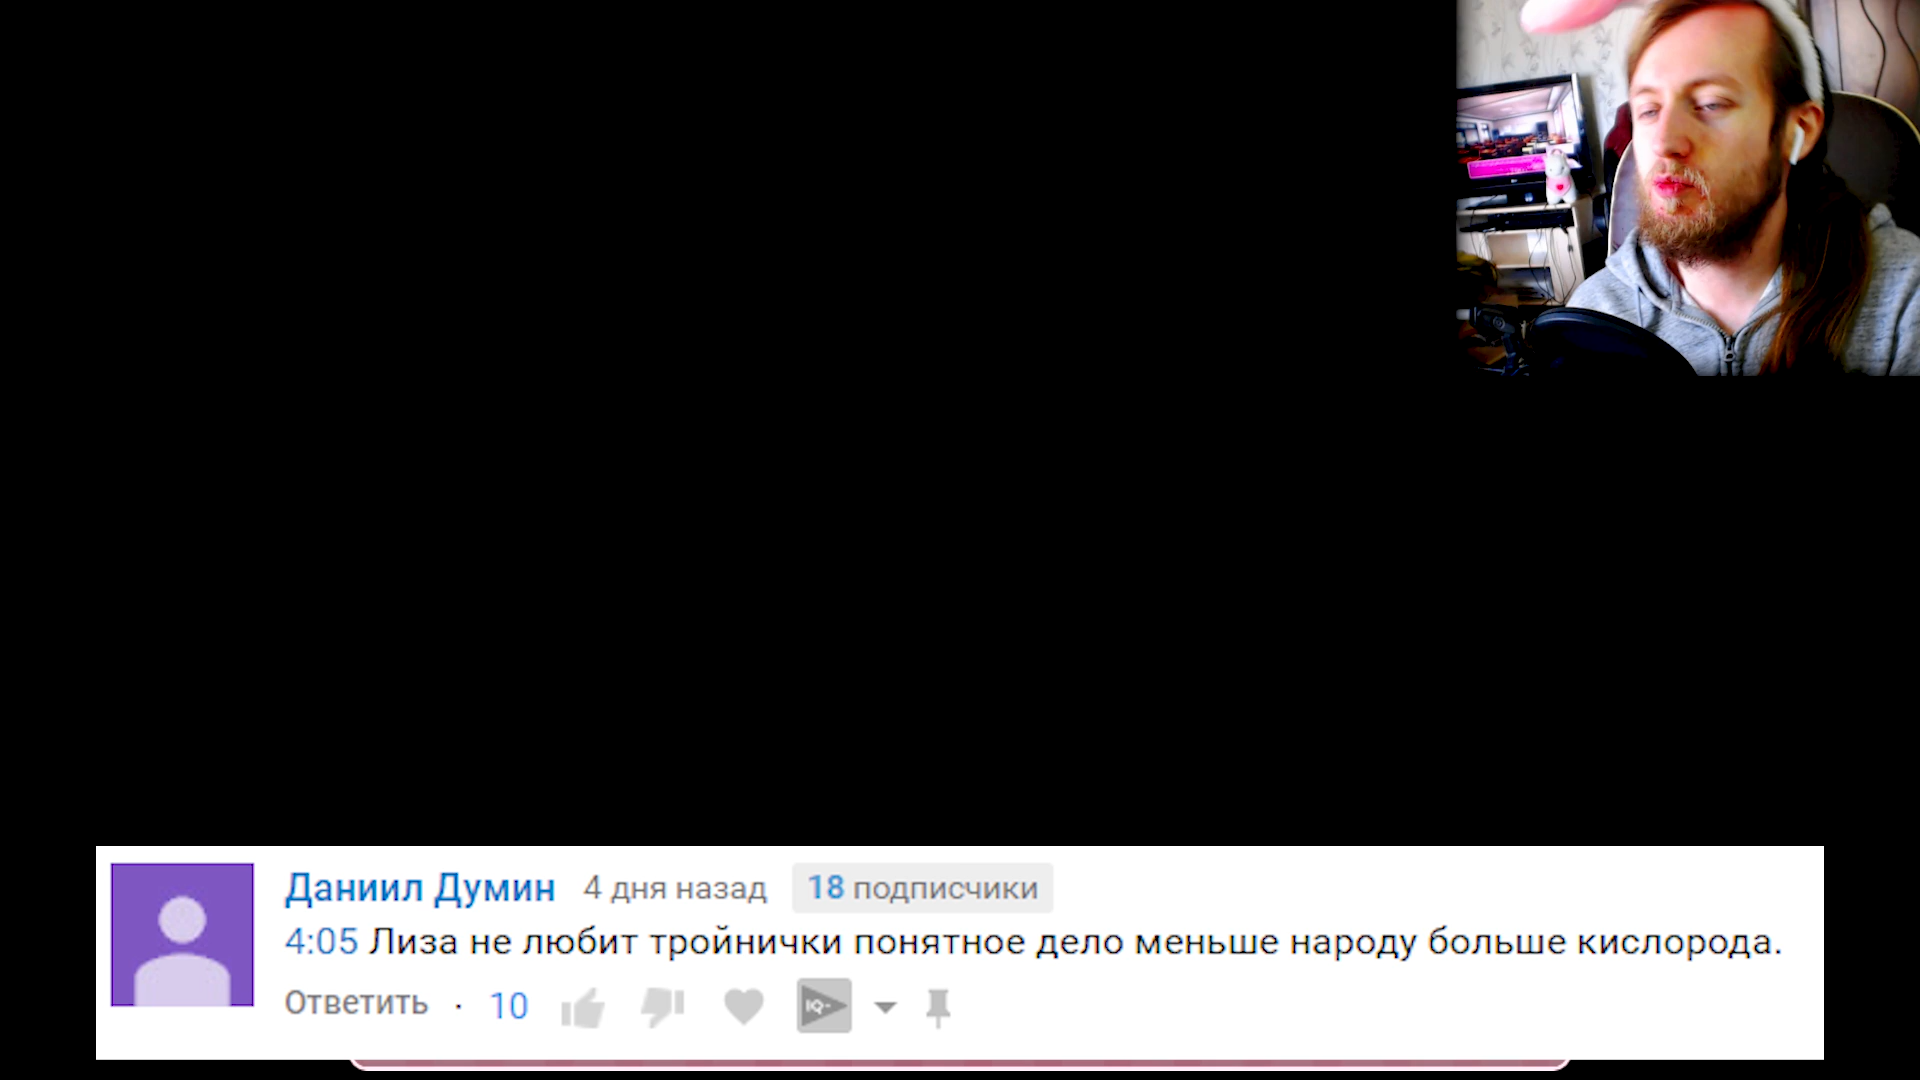 Даниил Думин 4 дня назад 18 подписчики
4:05 Лиза не любит тройнички понятное дело меньше народу больше кислорода.
Ответить · 10 IQ-